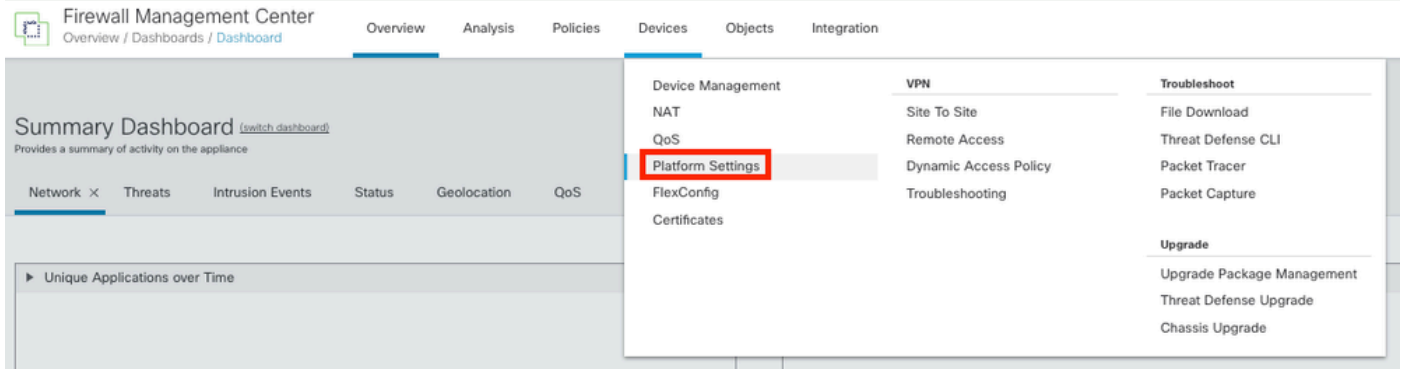 Firewall Management Center
Overview / Dashboards / Dashboard
Overview Analysis Policies Devices Objects Integration
Device Management
NAT
QoS
Platform Settings
FlexConfig
Certificates
VPN
Site To Site
Remote Access
Dynamic Access Policy
Troubleshooting
Troubleshoot
File Download
Threat Defense CLI
Packet Tracer
Packet Capture
Upgrade
Upgrade Package Management
Threat Defense Upgrade
Chassis Upgrade
Summary Dashboard (switch dashboard)
Provides a summary of activity on the appliance
Network × Threats Intrusion Events Status Geolocation QoS
Unique Applications over Time